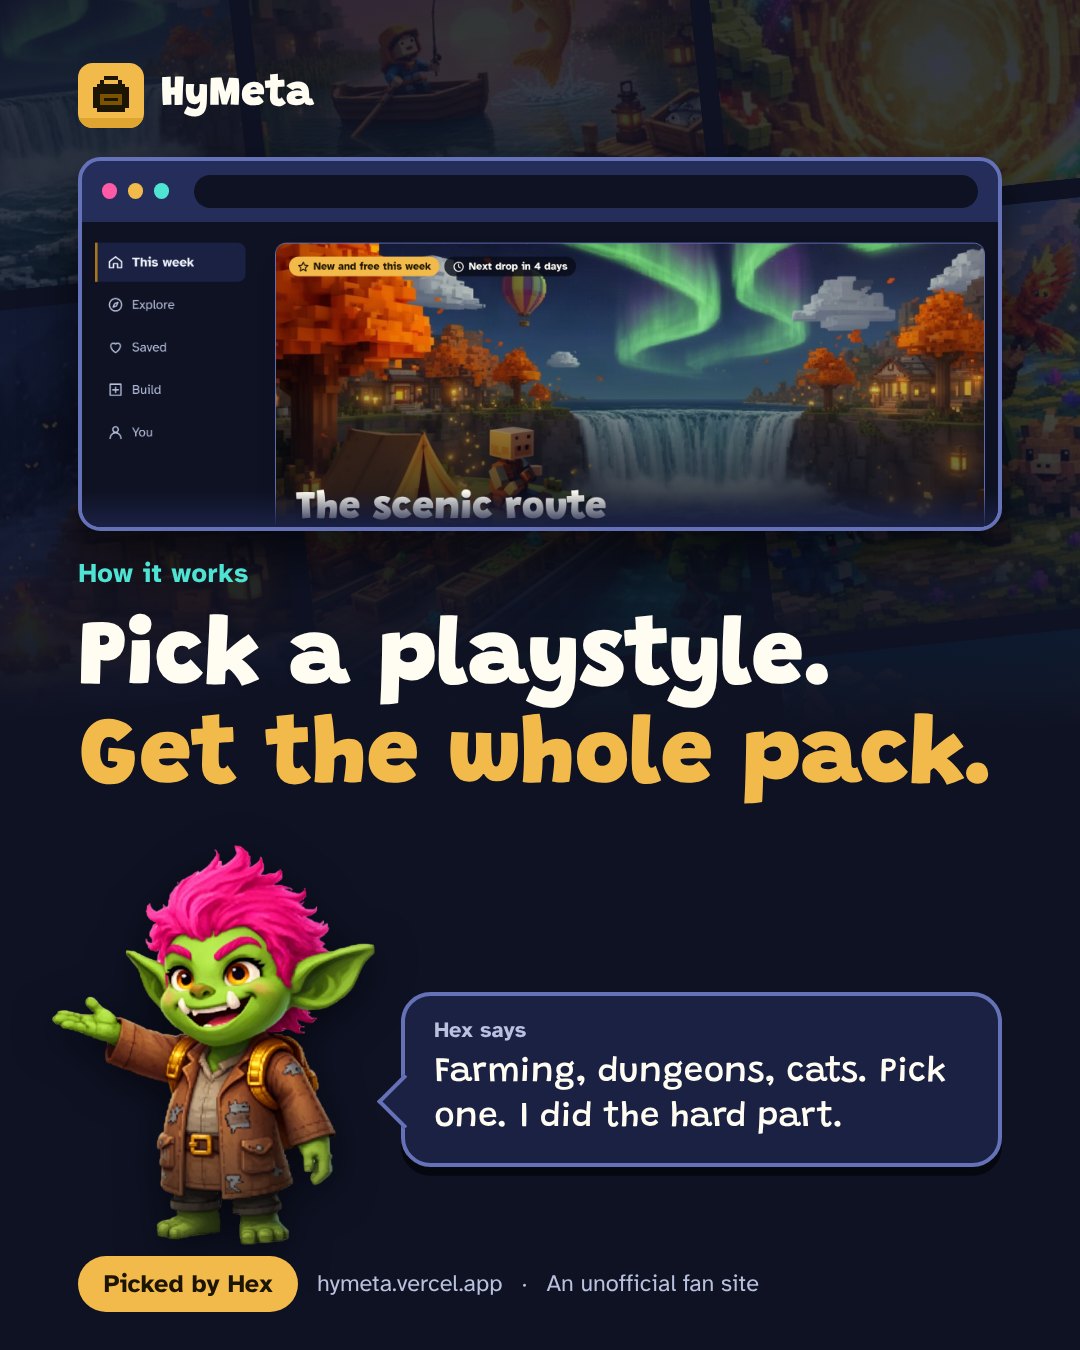 HyMeta
This week
New and free this week
Next drop in 4 days
Explore
Saved
Build
You
The scenic route
How it works
Pick a playstyle.
Get the whole pack.
Hex says
Farming, dungeons, cats. Pick
one. I did the hard part.
Picked by Hex
hymeta.vercel.app · An unofficial fan site